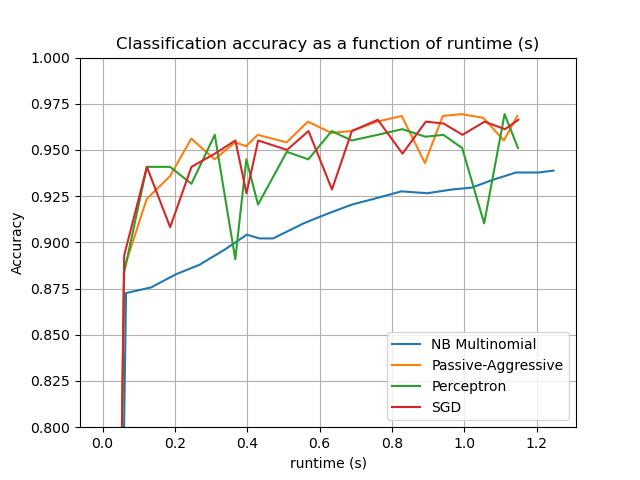 Classification accuracy as a function of runtime (s)
1.000
0.975
0.950
0.925
0.900
0.875
0.850
0.825
0.800
Accuracy
NB Multinomial
Passive-Aggressive
Perceptron
SGD
0.0 0.2 0.4 0.6 0.8 1.0 1.2
runtime (s)